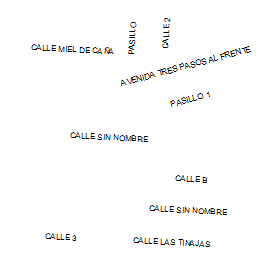 PASILLO
CALLE 2
CALLE MIEL DE CAÑA
AVENIDA TRES PASOS AL FRENTE
PASILLO 1
CALLE SIN NOMBRE
CALLE B
CALLE SIN NOMBRE
CALLE 3
CALLE LAS TINAJAS